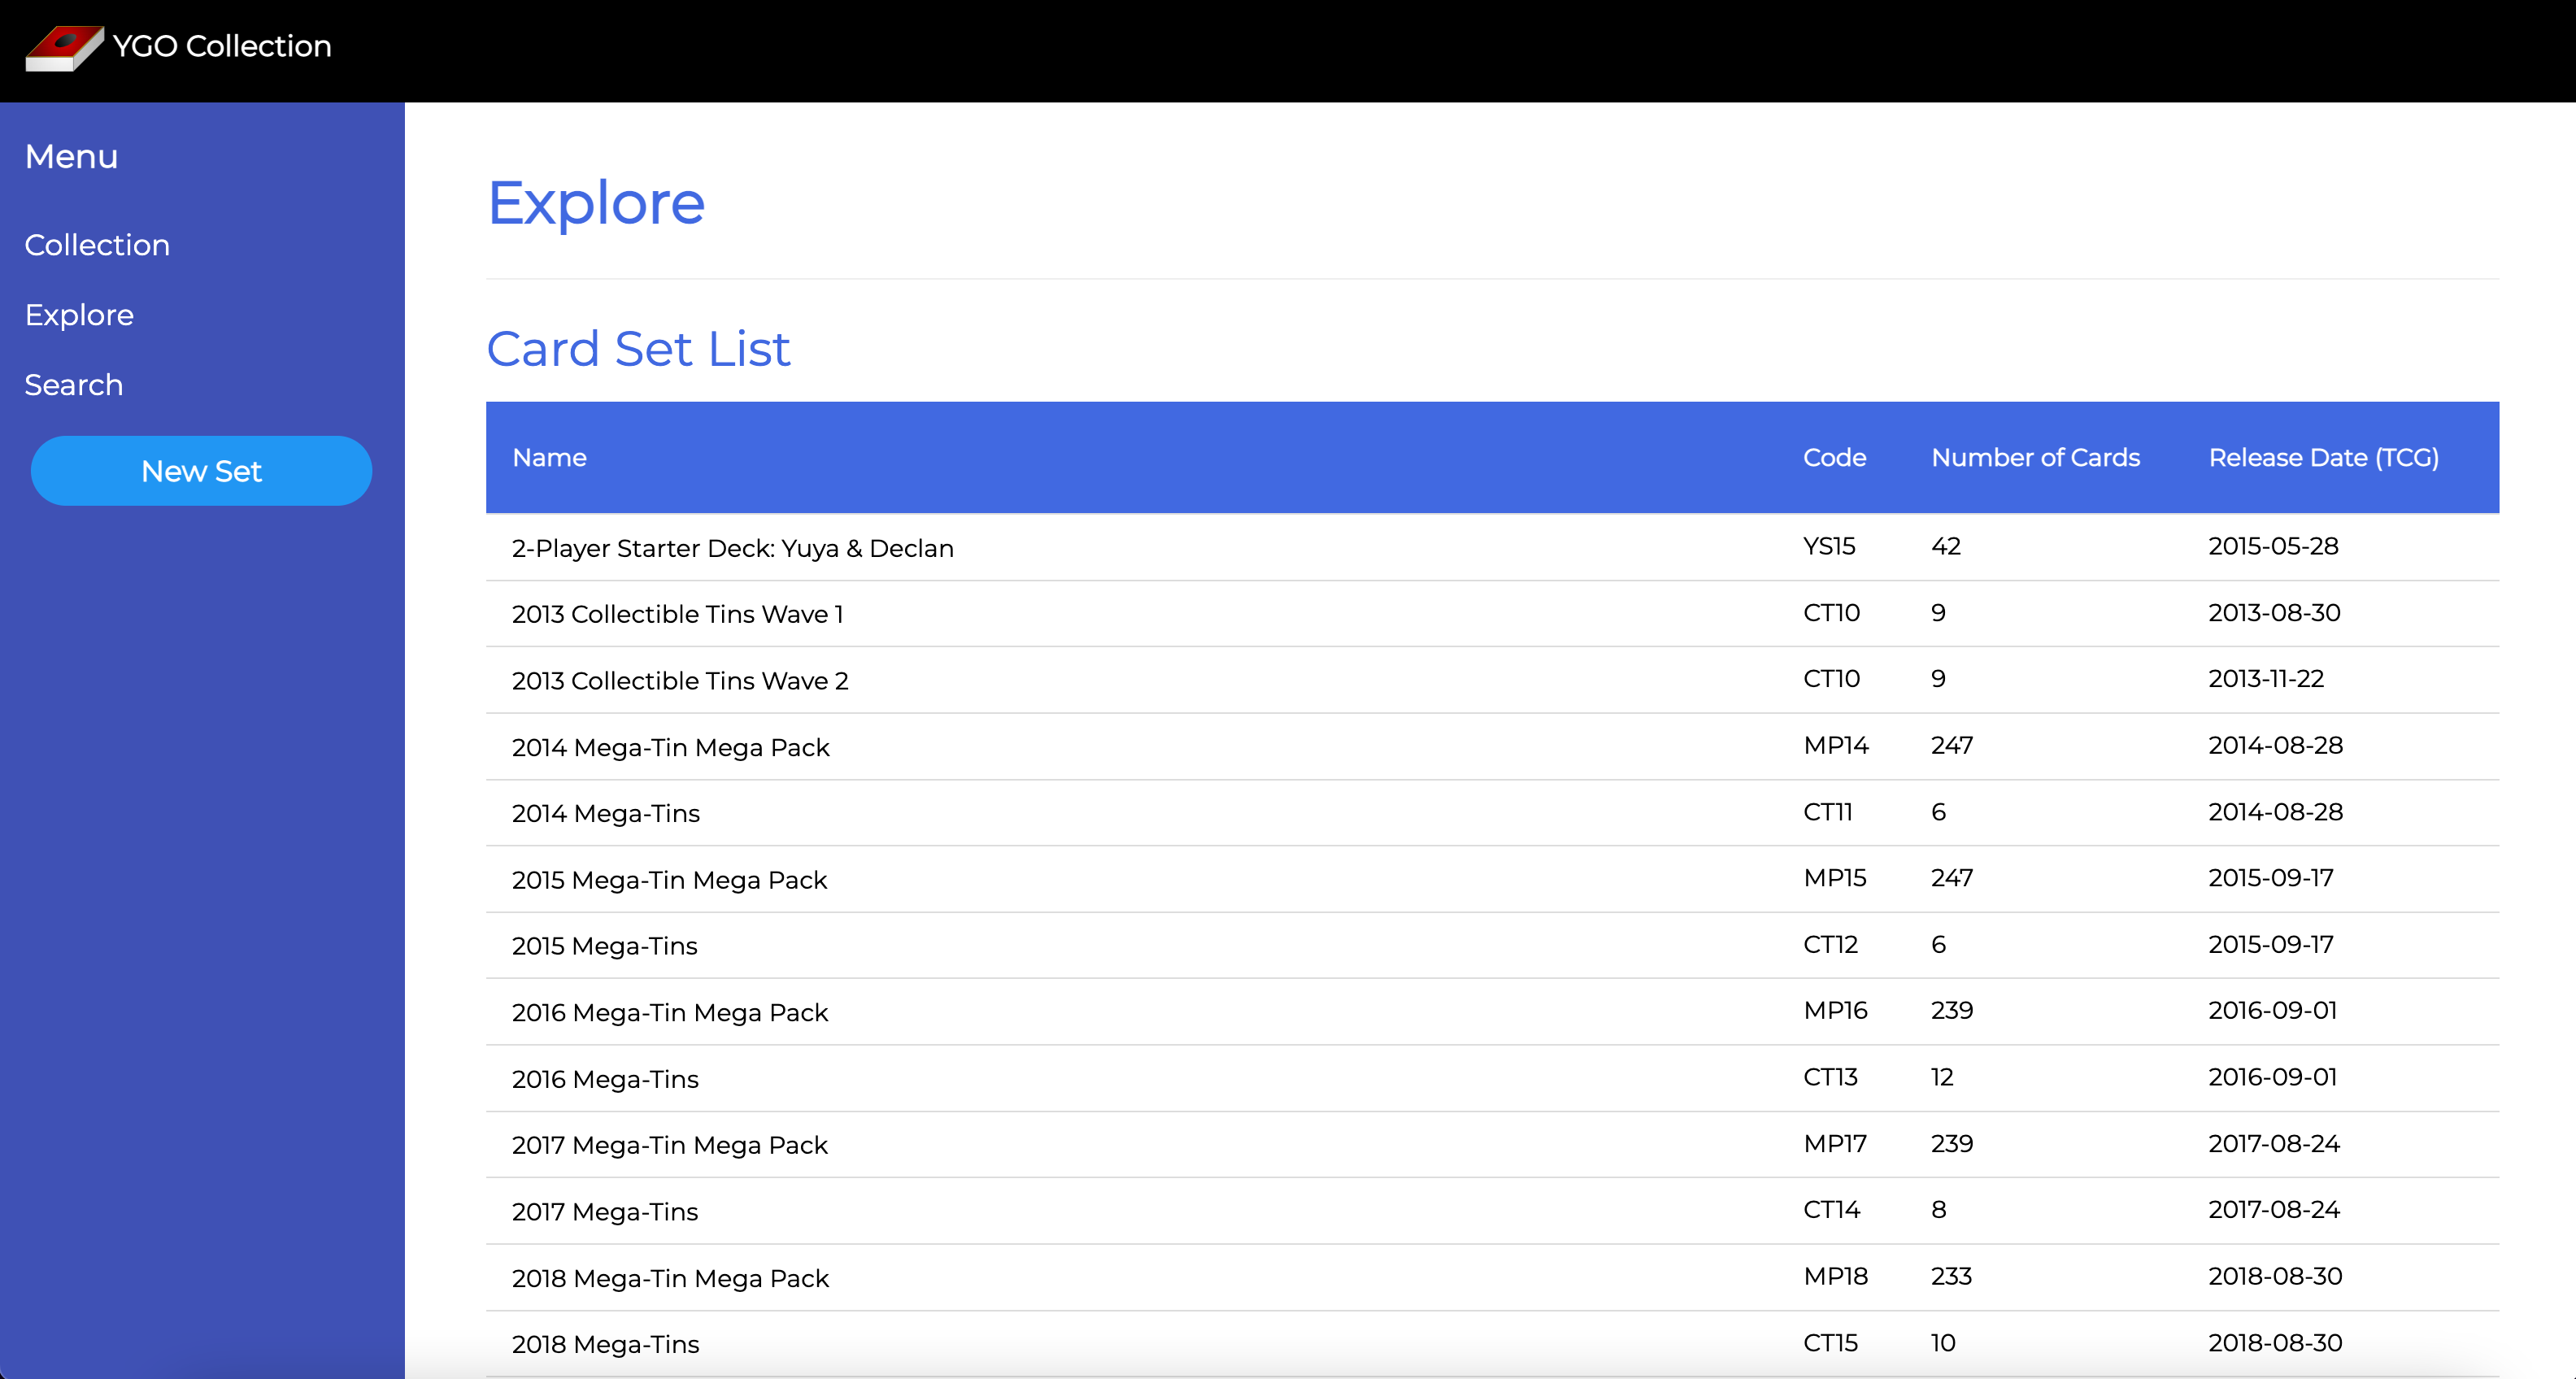 YGO Collection
Menu
Collection
Explore
Search
New Set
Explore
Card Set List
Name Code Number of Cards Release Date (TCG)
2-Player Starter Deck: Yuya & Declan YS15 42 2015-05-28
2013 Collectible Tins Wave 1 CT10 9 2013-08-30
2013 Collectible Tins Wave 2 CT10 9 2013-11-22
2014 Mega-Tin Mega Pack MP14 247 2014-08-28
2014 Mega-Tins CT11 6 2014-08-28
2015 Mega-Tin Mega Pack MP15 247 2015-09-17
2015 Mega-Tins CT12 6 2015-09-17
2016 Mega-Tin Mega Pack MP16 239 2016-09-01
2016 Mega-Tins CT13 12 2016-09-01
2017 Mega-Tin Mega Pack MP17 239 2017-08-24
2017 Mega-Tins CT14 8 2017-08-24
2018 Mega-Tin Mega Pack MP18 233 2018-08-30
2018 Mega-Tins CT15 10 2018-08-30